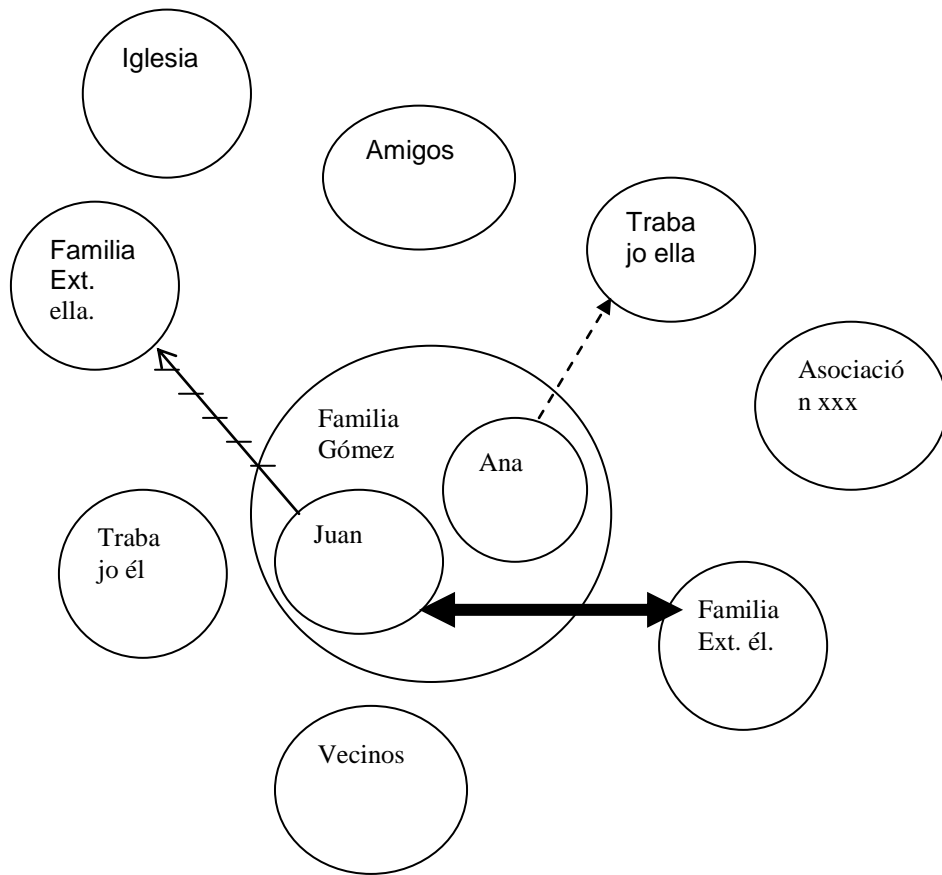 Iglesia
Amigos
Traba
jo ella
Familia
Ext.
ella.
Asociació
n xxx
Familia
Gómez
Ana
Juan
Traba
jo él
Familia
Ext. él.
Vecinos